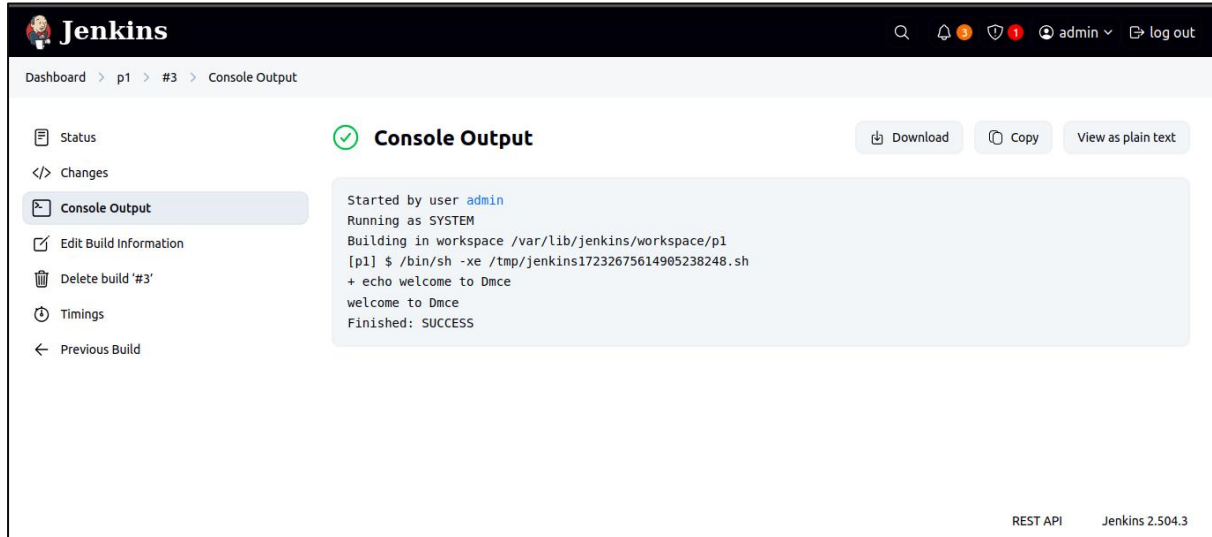 Jenkins
3
1
admin
log out
Dashboard > p1 > #3 > Console Output
Status
</> Changes
Console Output
Edit Build Information
Delete build ‘#3’
Timings
Previous Build
Console Output
Download
Copy
View as plain text
Started by user admin
Running as SYSTEM
Building in workspace /var/lib/jenkins/workspace/p1
[p1] $ /bin/sh -xe /tmp/jenkins17232675614905238248.sh
+ echo welcome to Dmce
welcome to Dmce
Finished: SUCCESS
REST API
Jenkins 2.504.3